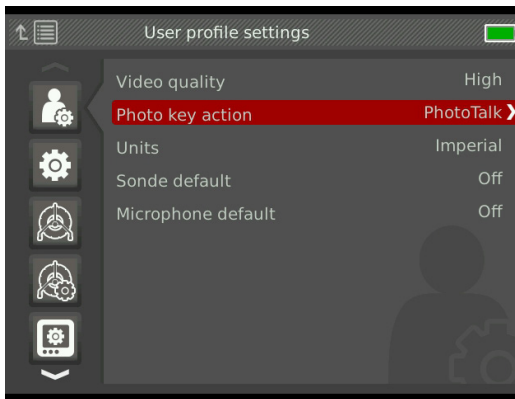 User profile settings
Video quality High
Photo key action PhotoTalk
Units Imperial
Sonde default Off
Microphone default Off